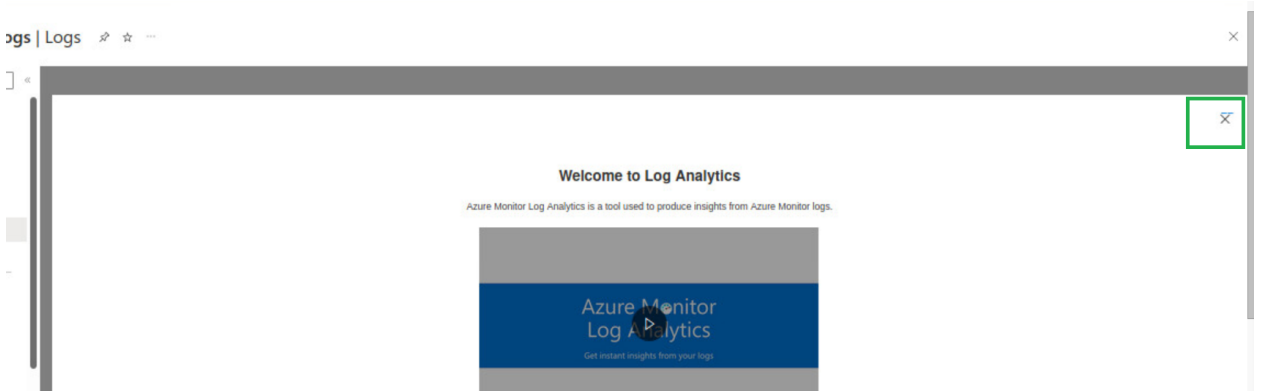 ogs | Logs
Welcome to Log Analytics
Azure Monitor Log Analytics is a tool used to produce insights from Azure Monitor logs.
Azure Monitor
Log Analytics
Get instant insights from your logs